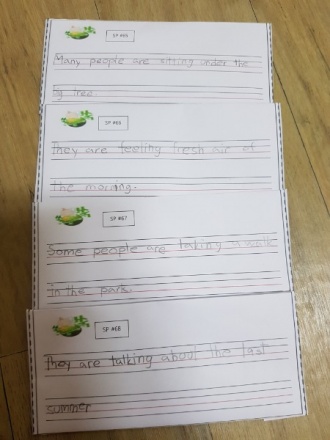 SP #65
Many people are sitting under the
tree.
SP #66
They are feeling fresh air of
the morning.
SP #67
Some people are taking a walk
in the park.
SP #68
They are talking about the last
summer